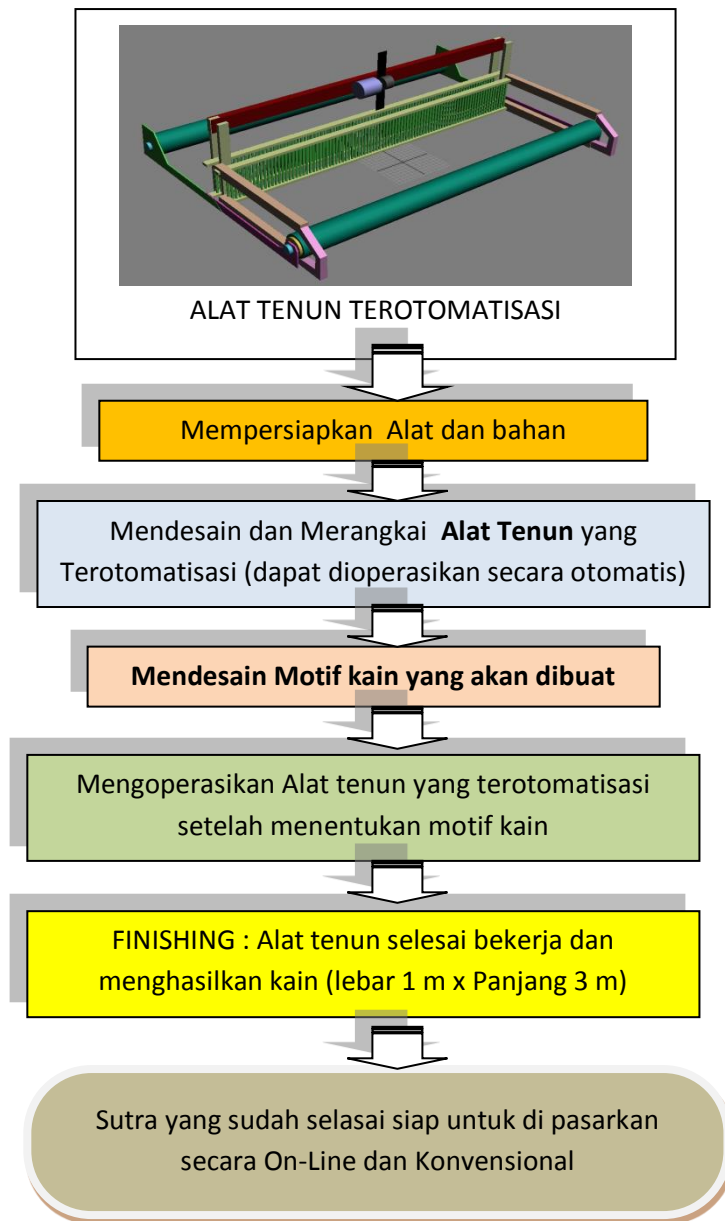 ALAT TENUN TEROTOMATISASI
Mempersiapkan Alat dan bahan
Mendesain dan Merangkai Alat Tenun yang
Terotomatisasi (dapat dioperasikan secara otomatis)
Mendesain Motif kain yang akan dibuat
Mengoperasikan Alat tenun yang terotomatisasi
setelah menentukan motif kain
FINISHING : Alat tenun selesai bekerja dan
menghasilkan kain (lebar 1 m x Panjang 3 m)
Sutra yang sudah selasai siap untuk di pasarkan
secara On-Line dan Konvensional